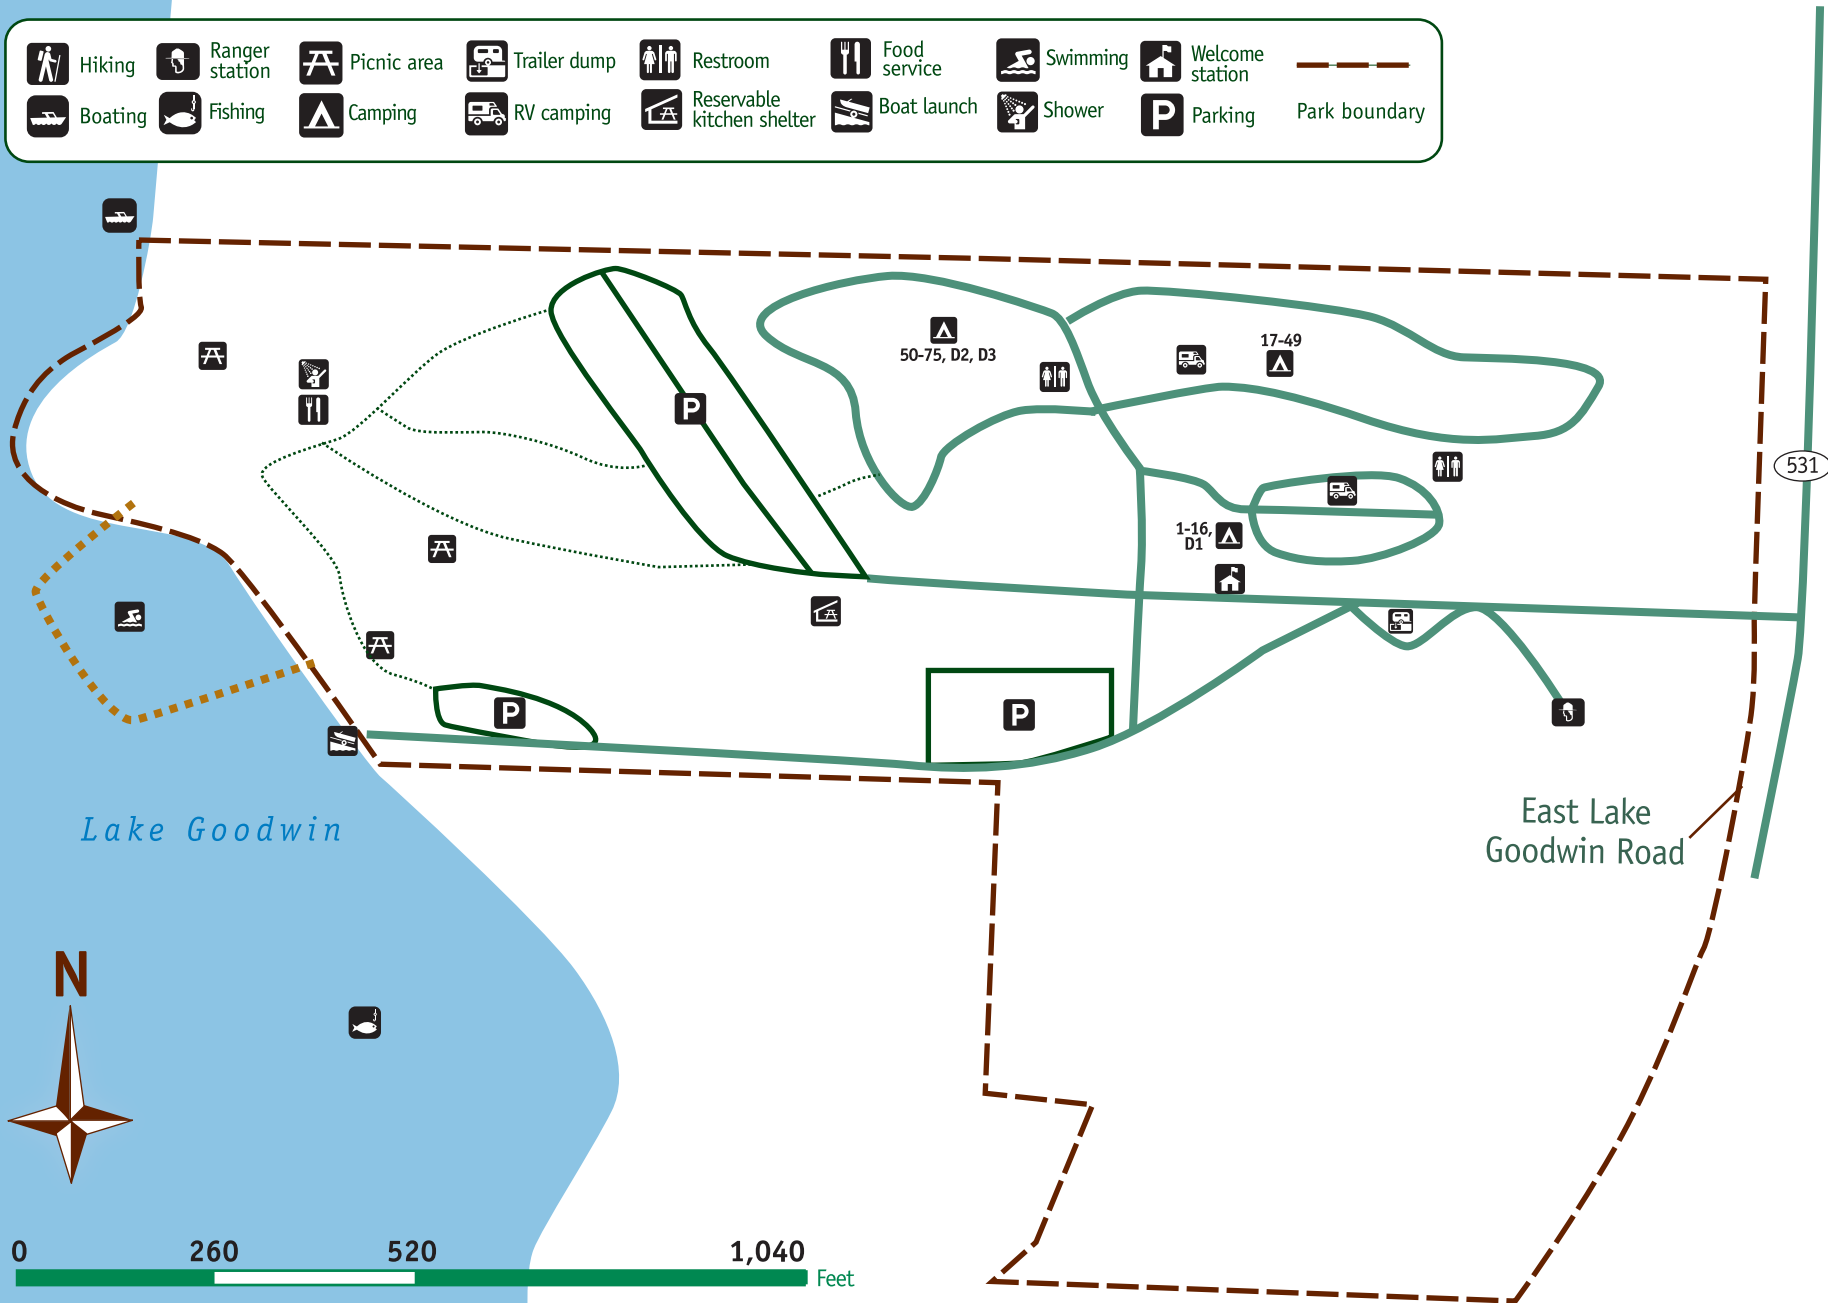 Hiking
Ranger
station
Picnic area
Trailer dump
Restroom
Food
service
Swimming
Welcome
station
Boating
Fishing
Camping
RV camping
Reservable
kitchen shelter
Boat launch
Shower
P
Parking
Park boundary
50-75, D2, D3
17-49
P
531
1-16,
D1
P
P
East Lake
Goodwin Road
Lake Goodwin
N
0 260 520 1,040
Feet